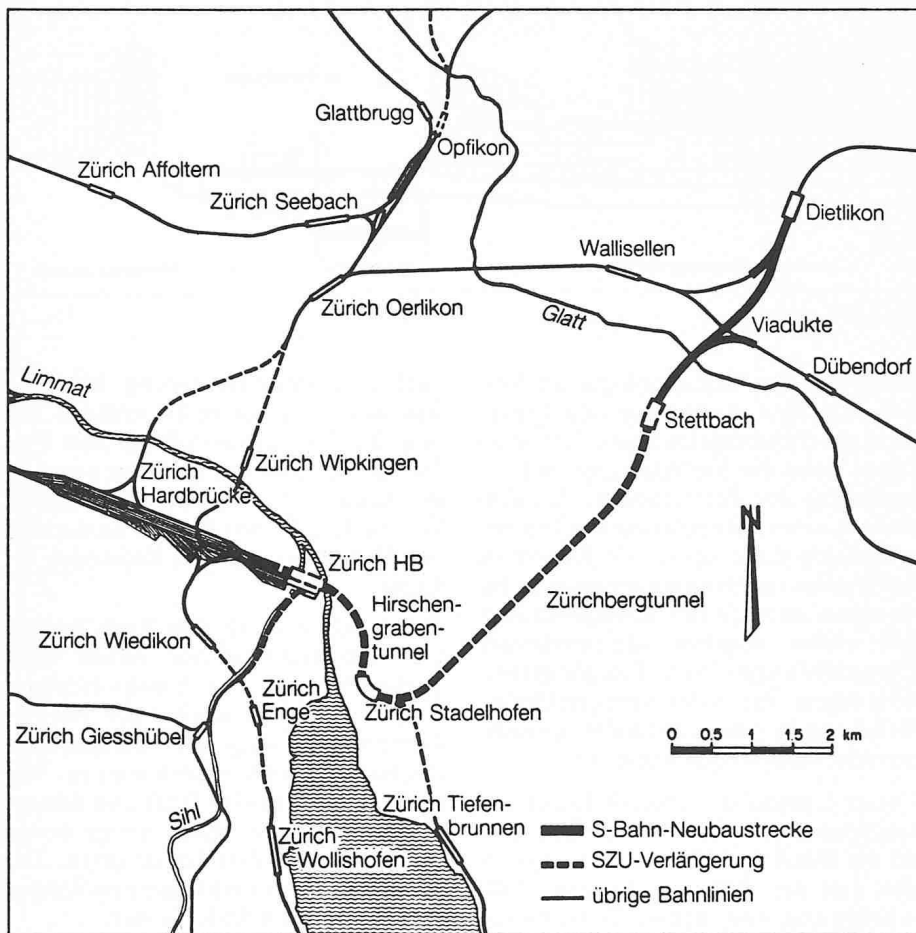 Glattbrugg
Opfikon
Zürich Affoltern
Zürich Seebach
Dietlikon
Wallisellen
Zürich Oerlikon
Glatt
Viadukte
Limmat
Dübendorf
Stettbach
Zürich Wipkingen
Zürich
Hardbrücke
N
Zürich HB
Hirschen-
graben-
tunnel
Zürichbergtunnel
Zürich Wiedikon
Zürich
Enge
Zürich Stadelhofen
Zürich Giesshübel
0 0.5 1 1.5 2 km
Sihl
Zürich Tiefen-
brunnen
Zürich
Wollishofen
S-Bahn-Neubaustrecke
SZU-Verlängerung
übrige Bahnlinien